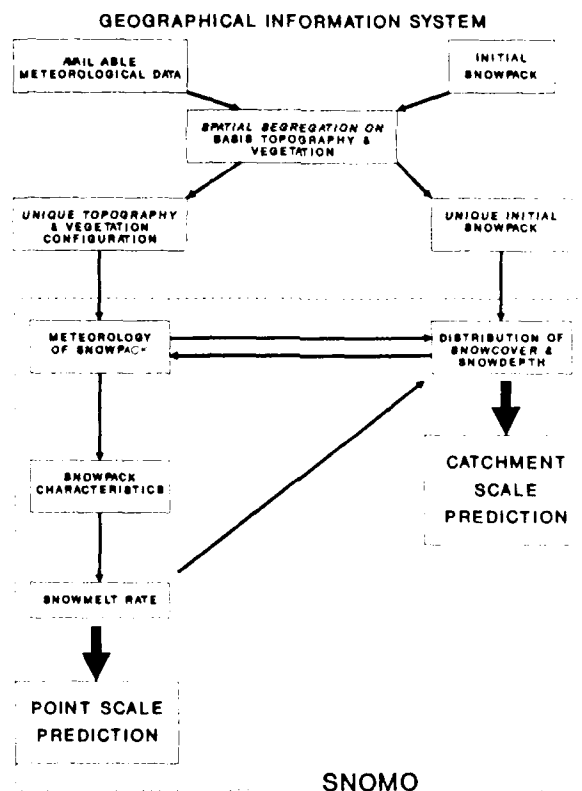 GEOGRAPHICAL INFORMATION SYSTEM
AVAILABLE
METEOROLOGICAL DATA
INITIAL
SNOWPACK
SPATIAL SEGREGATION ON
BASIS TOPOGRAPHY &
VEGETATION
UNIQUE TOPOGRAPHY
& VEGETATION
CONFIGURATION
UNIQUE INITIAL
SNOWPACK
METEOROLOGY
OF SNOWPACK
DISTRIBUTION OF
SNOWCOVER &
SNOWDEPTH
SNOWPACK
CHARACTERISTICS
CATCHMENT
SCALE
PREDICTION
SNOWMELT RATE
POINT SCALE
PREDICTION
SNOMO